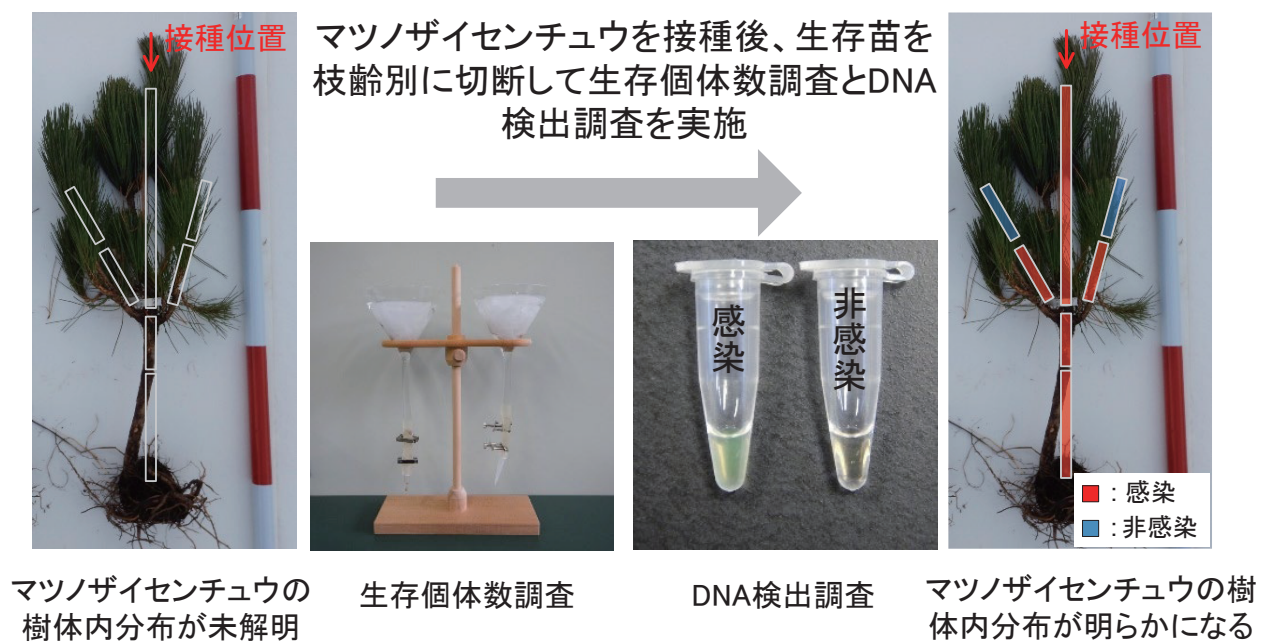 接種位置
マツノザイセンチュウを接種後、生存苗を
枝齢別に切断して生存個体数調査とDNA
検出調査を実施
接種位置
感染
非感染
■：感染
■：非感染
マツノザイセンチュウの
樹体内分布が未解明
生存個体数調査
DNA検出調査
マツノザイセンチュウの樹
体内分布が明らかになる